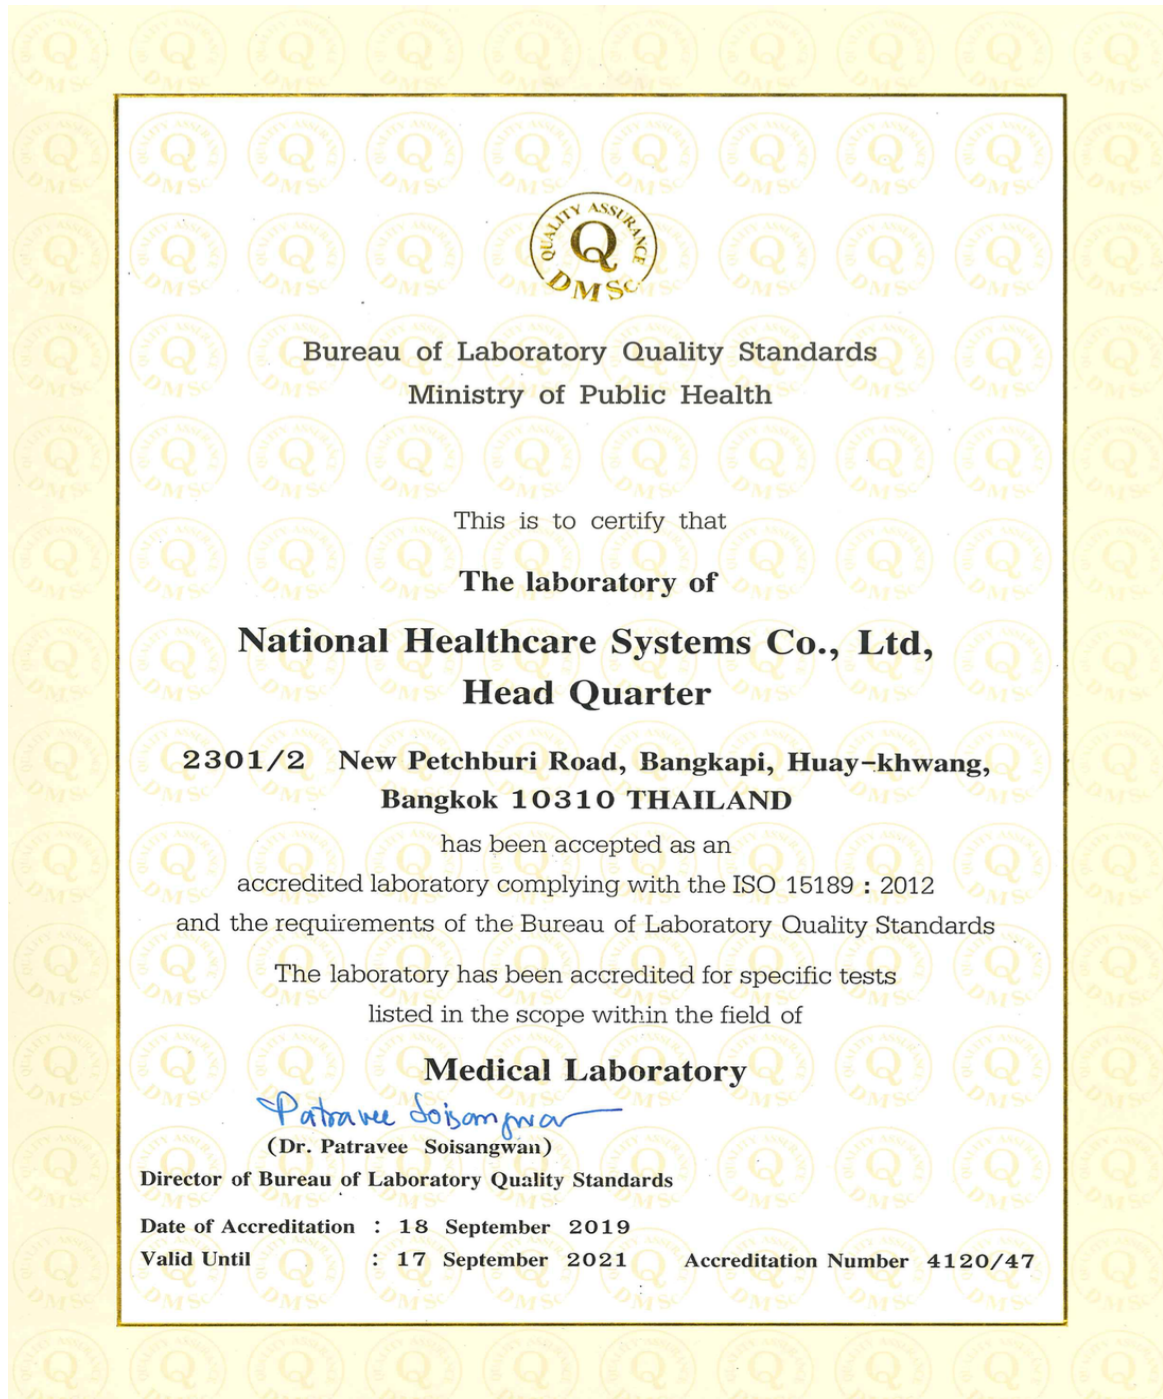 QUALITY ASSURANCE
Q
DMSc
Bureau of Laboratory Quality Standards
Ministry of Public Health
This is to certify that
The laboratory of
National Healthcare Systems Co., Ltd,
Head Quarter
2301/2 New Petchburi Road, Bangkapi, Huay-khwang,
Bangkok 10310 THAILAND
has been accepted as an
accredited laboratory complying with the ISO 15189 : 2012
and the requirements of the Bureau of Laboratory Quality Standards
The laboratory has been accredited for specific tests
listed in the scope within the field of
Medical Laboratory
Patravee Soisangwan
(Dr. Patravee Soisangwan)
Director of Bureau of Laboratory Quality Standards
Date of Accreditation : 18 September 2019
Valid Until : 17 September 2021 Accreditation Number 4120/47